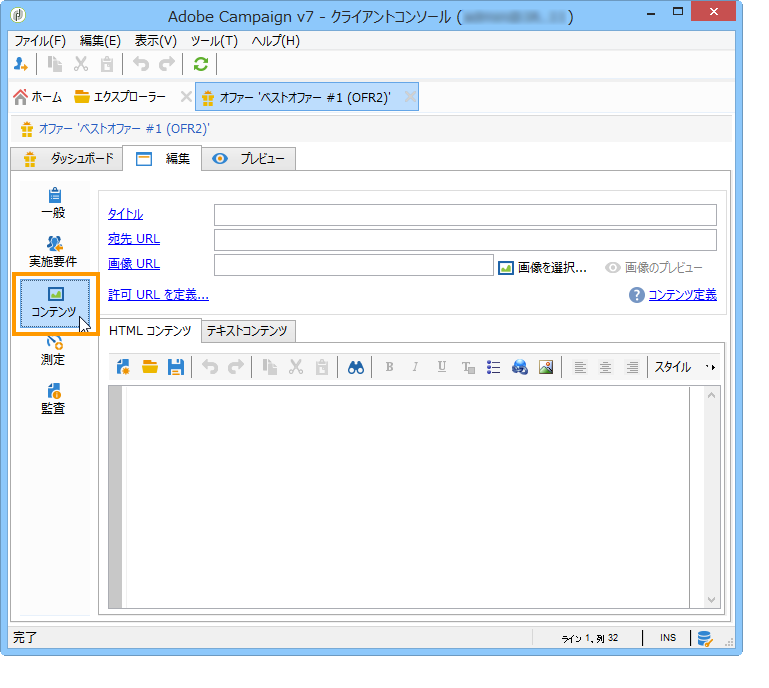 Adobe Campaign v7 - クライアントコンソール ( )
ファイル(F) 編集(E) 表示(V) ツール(T) ヘルプ(H)
ホーム エクスプローラー オファー 'ベストオファー #1 (OFR2)'
オファー 'ベストオファー #1 (OFR2)'
ダッシュボード 編集 プレビュー
一般
実施要件
コンテンツ
測定
監査
タイトル
宛先 URL
画像 URL 画像を選択... 画像のプレビュー
許可 URL を定義... ? コンテンツ定義
HTML コンテンツ テキストコンテンツ
B I U スタイル
完了 ライン 1, 列 32 INS